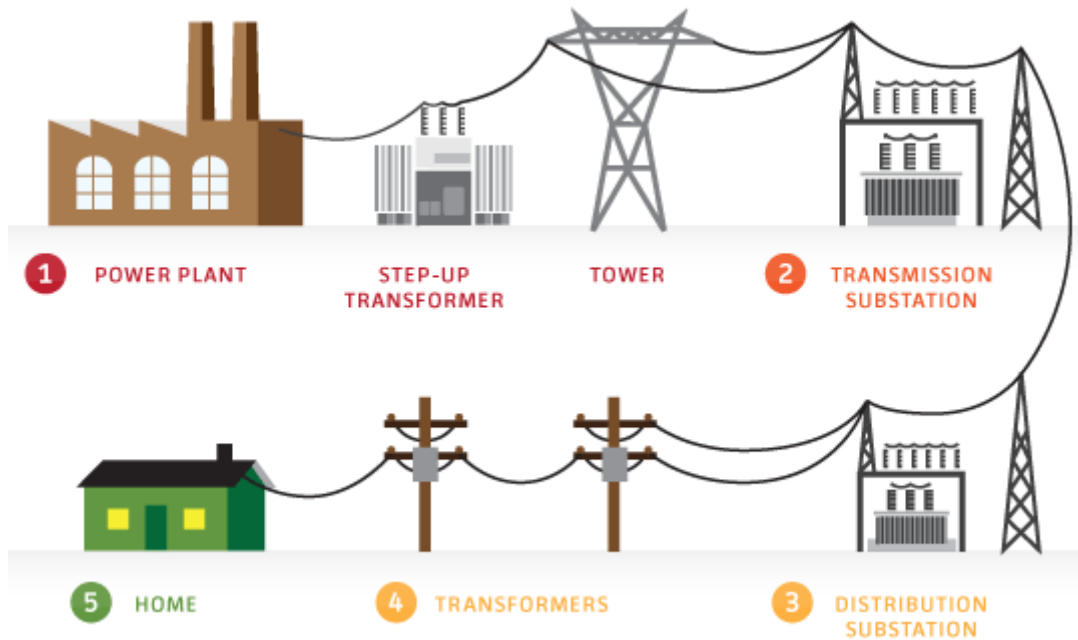 1 POWER PLANT
STEP-UP
TRANSFORMER
TOWER
2 TRANSMISSION
SUBSTATION
5 HOME
4 TRANSFORMERS
3 DISTRIBUTION
SUBSTATION